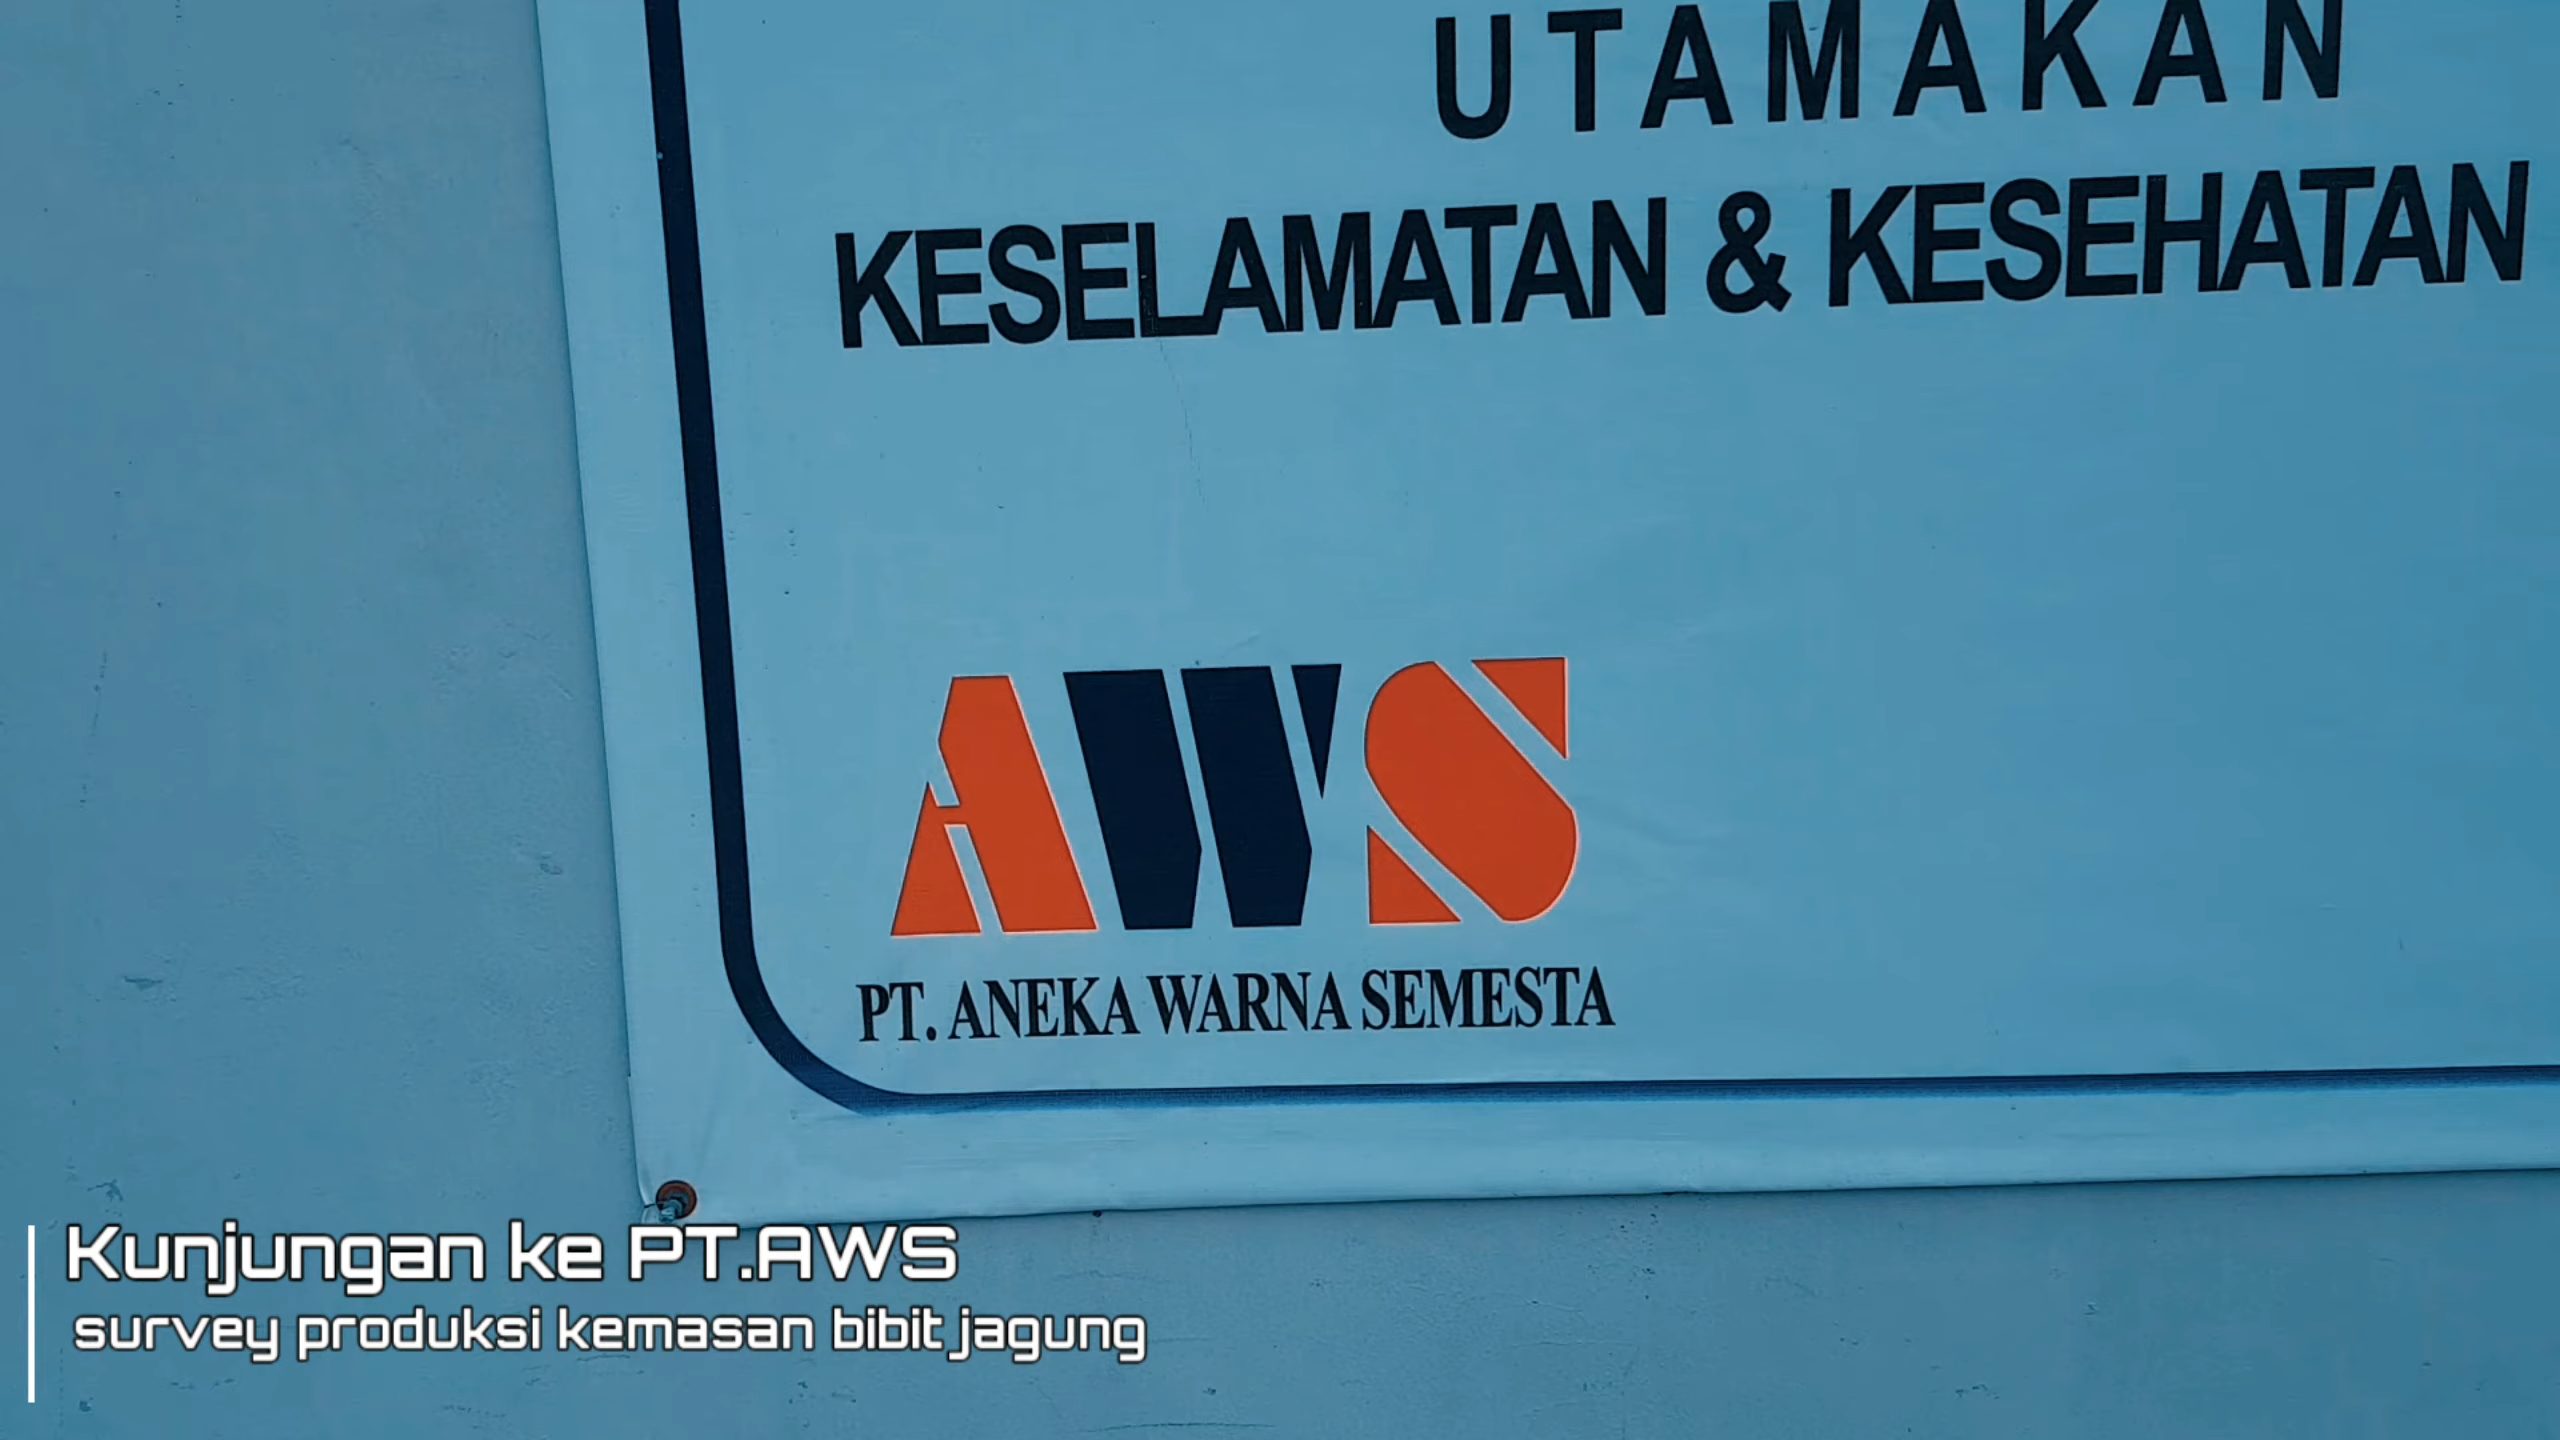 UTAMAKAN
KESELAMATAN & KESEHATAN
AWS
PT. ANEKA WARNA SEMESTA
Kunjungan ke PT.AWS
survey produksi kemasan bibit jagung